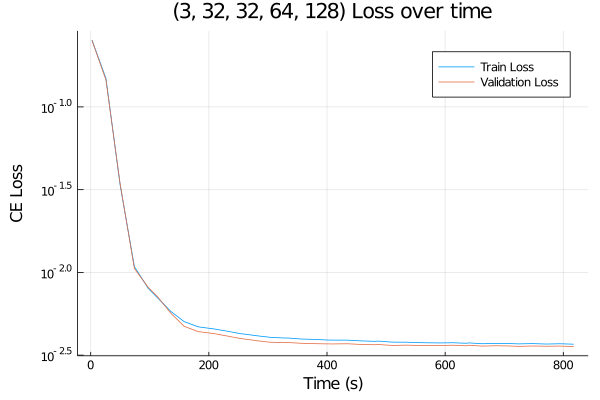 (3, 32, 32, 64, 128) Loss over time
Train Loss
Validation Loss
10^-1.0
10^-1.5
10^-2.0
10^-2.5
CE Loss
0 200 400 600 800
Time (s)